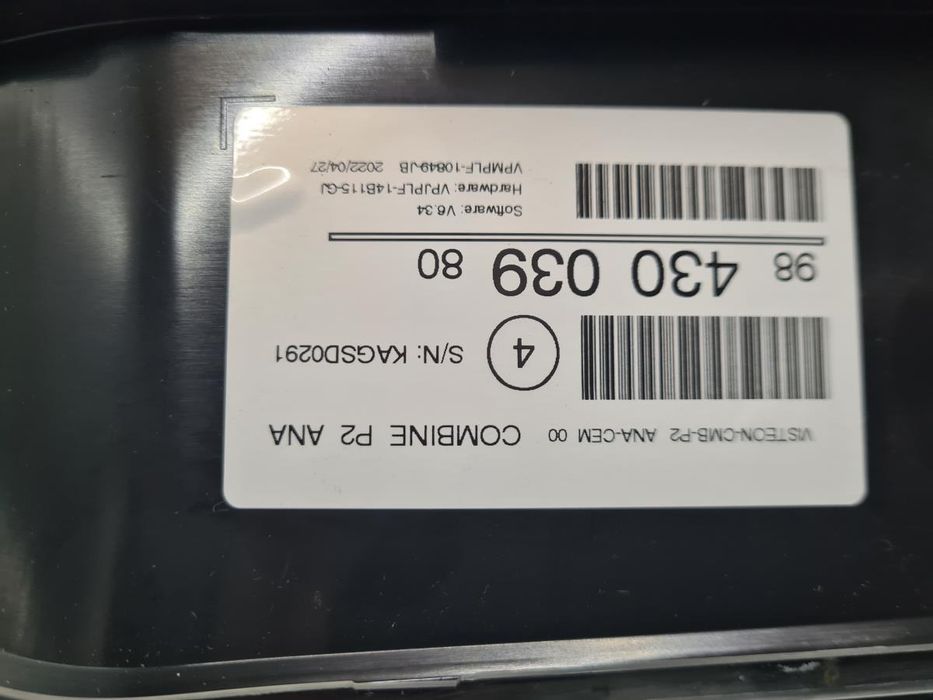 VISTEON-CMB-P2 ANA-CEM 00 COMBINE P2 ANA
4 S/N: KAGSD0291
98 430 039 80
Software: V6.34
Hardware: VPJPLF-14B115-GJ
VPMPLF-10849-JB 2022/04/27